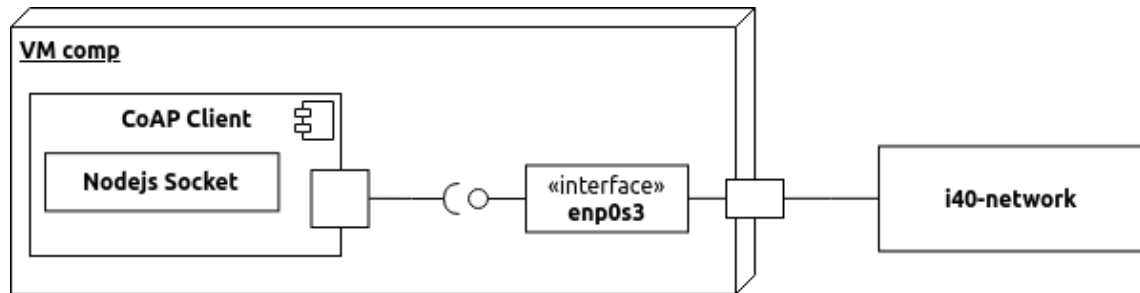 VM comp
CoAP Client
Nodejs Socket
«interface»
enp0s3
i40-network